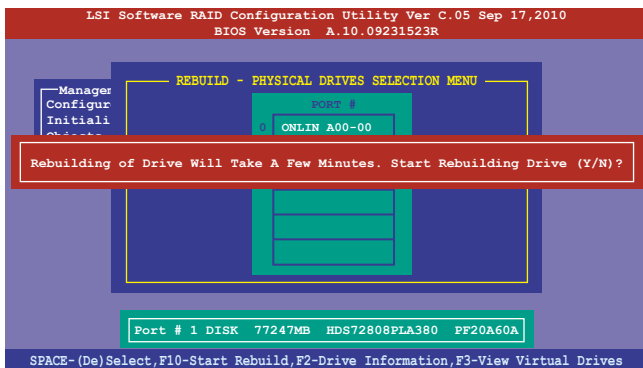 LSI Software RAID Configuration Utility Ver C.05 Sep 17,2010
BIOS Version A.10.09231523R
REBUILD - PHYSICAL DRIVES SELECTION MENU
Managem
Configur
Initiali
PORT #
0 ONLIN A00-00
Rebuilding of Drive Will Take A Few Minutes. Start Rebuilding Drive (Y/N)?
Port # 1 DISK 77247MB HDS72808PLA380 PF20A60A
SPACE-(De)Select,F10-Start Rebuild,F2-Drive Information,F3-View Virtual Drives